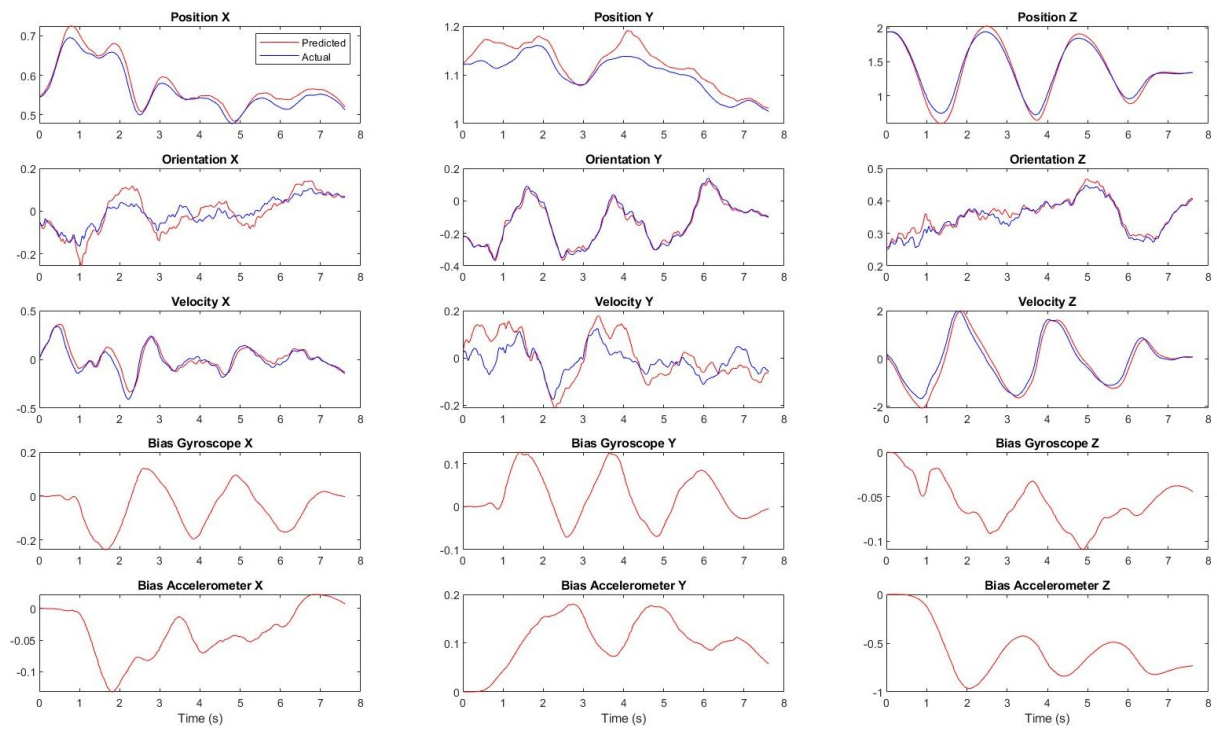 Position X
Position Y
Position Z
Predicted
Actual
0.7
0.6
0.5
0 1 2 3 4 5 6 7 8
1.2
1.1
1
0 1 2 3 4 5 6 7 8
2
1.5
1
0 1 2 3 4 5 6 7 8
Orientation X
Orientation Y
Orientation Z
0.2
0
-0.2
0 1 2 3 4 5 6 7 8
0.2
0
-0.2
-0.4
0 1 2 3 4 5 6 7 8
0.5
0.4
0.3
0.2
0 1 2 3 4 5 6 7 8
Velocity X
Velocity Y
Velocity Z
0.5
0
-0.5
0 1 2 3 4 5 6 7 8
0.2
0
-0.2
0 1 2 3 4 5 6 7 8
2
0
-2
0 1 2 3 4 5 6 7 8
Bias Gyroscope X
Bias Gyroscope Y
Bias Gyroscope Z
0.2
0
-0.2
0 1 2 3 4 5 6 7 8
0.1
0
-0.1
0 1 2 3 4 5 6 7 8
0
-0.05
-0.1
0 1 2 3 4 5 6 7 8
Bias Accelerometer X
Bias Accelerometer Y
Bias Accelerometer Z
0
-0.05
-0.1
0 1 2 3 4 5 6 7 8
Time (s)
0.2
0.1
0
0 1 2 3 4 5 6 7 8
Time (s)
0
-0.5
-1
0 1 2 3 4 5 6 7 8
Time (s)